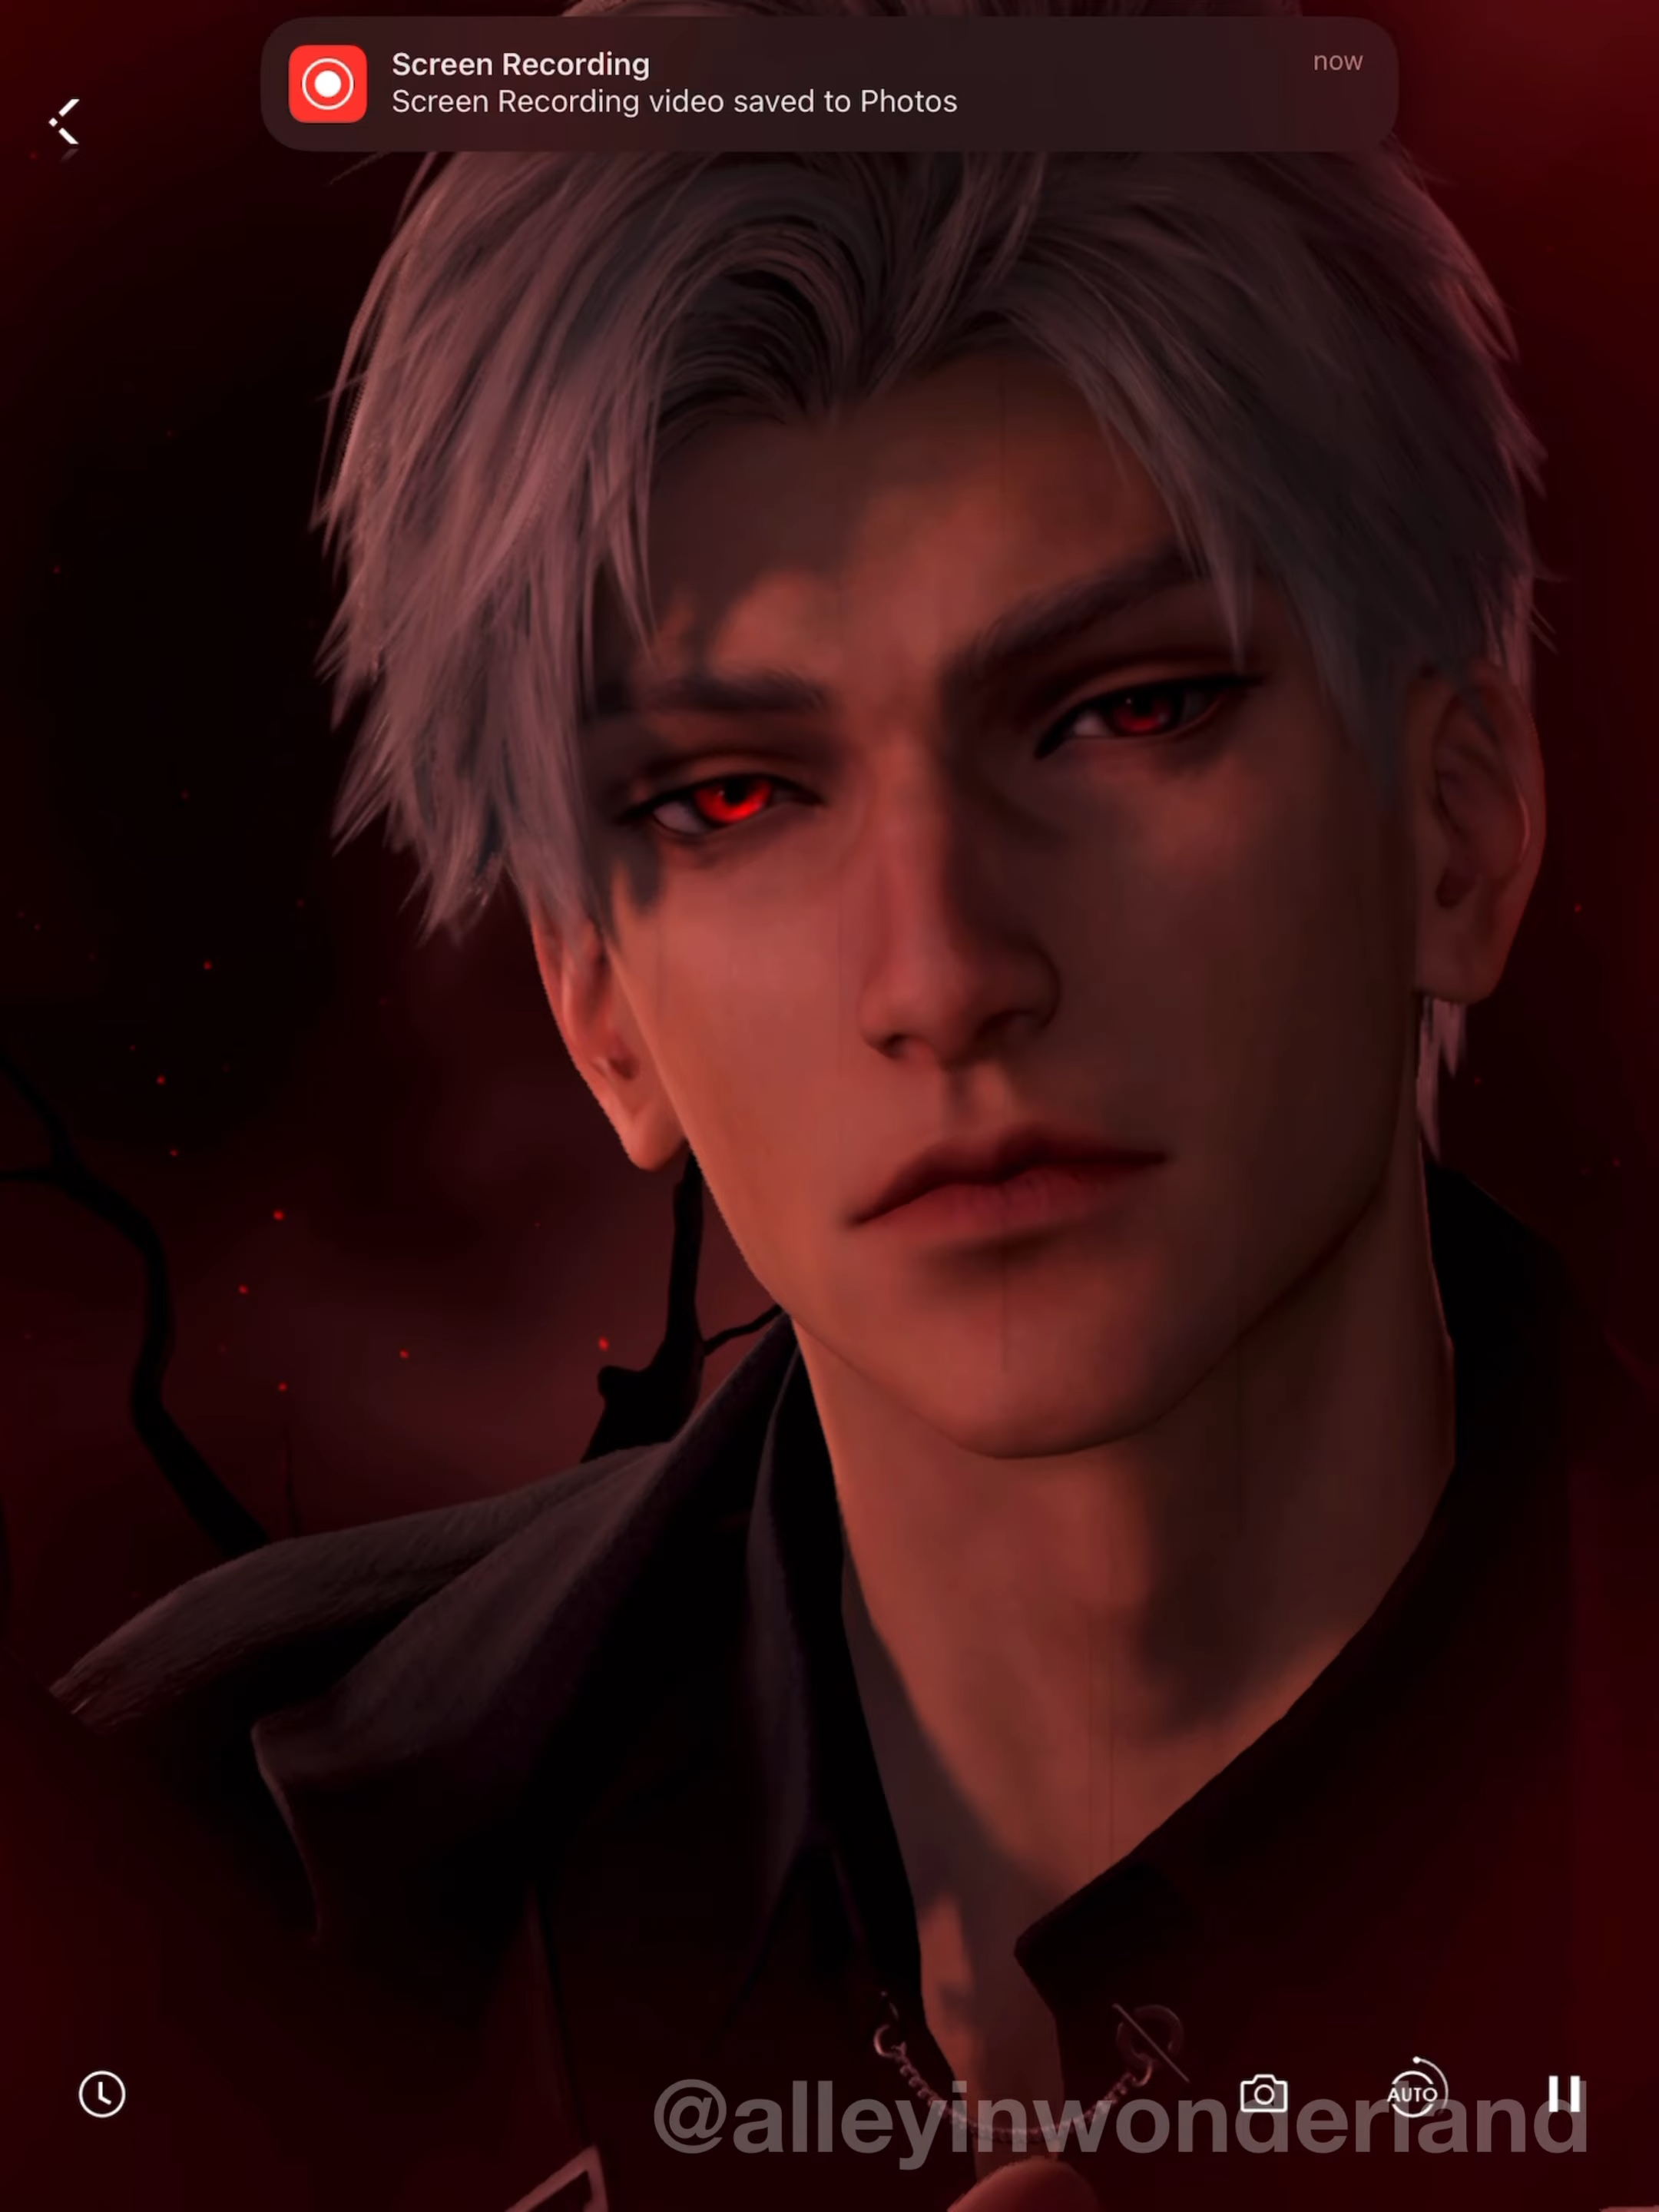 Screen Recording
now
Screen Recording video saved to Photos
AUTO
@alleyinwonderland